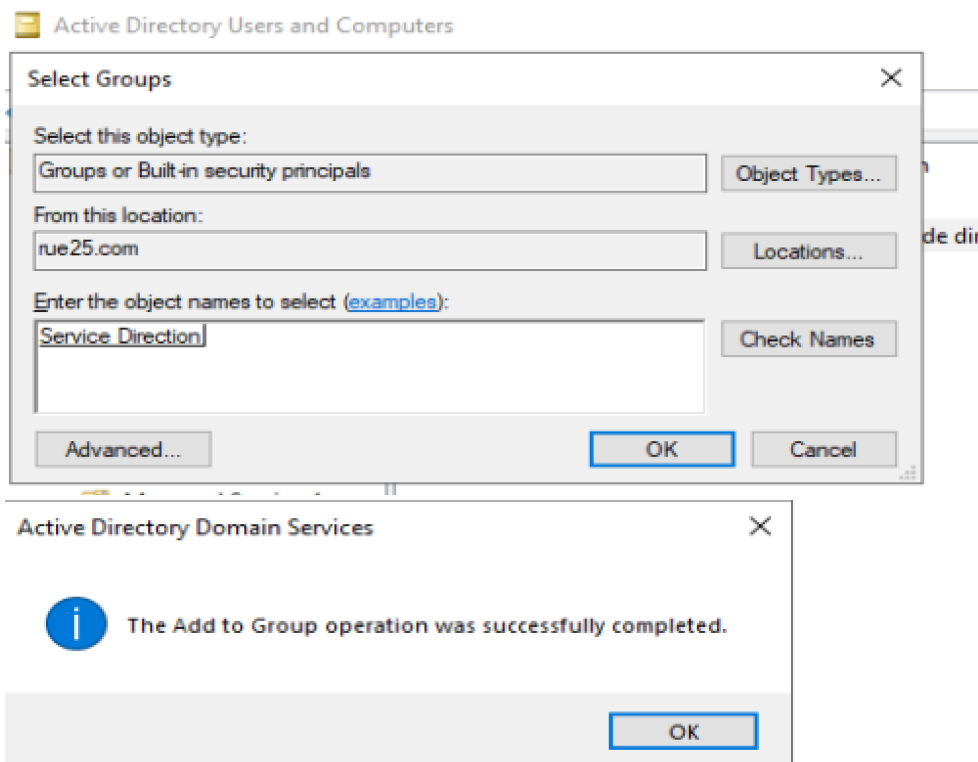 Active Directory Users and Computers
Select Groups
Select this object type:
Groups or Built-in security principals
Object Types...
From this location:
rue25.com
Locations...
de dir
Enter the object names to select (examples):
Service Direction
Check Names
Advanced...
OK
Cancel
Active Directory Domain Services
The Add to Group operation was successfully completed.
OK